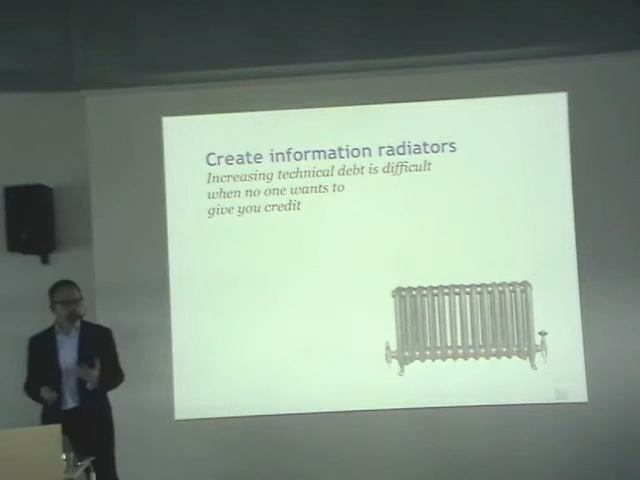 Create information radiators
Increasing technical debt is difficult
when no one wants to
give you credit